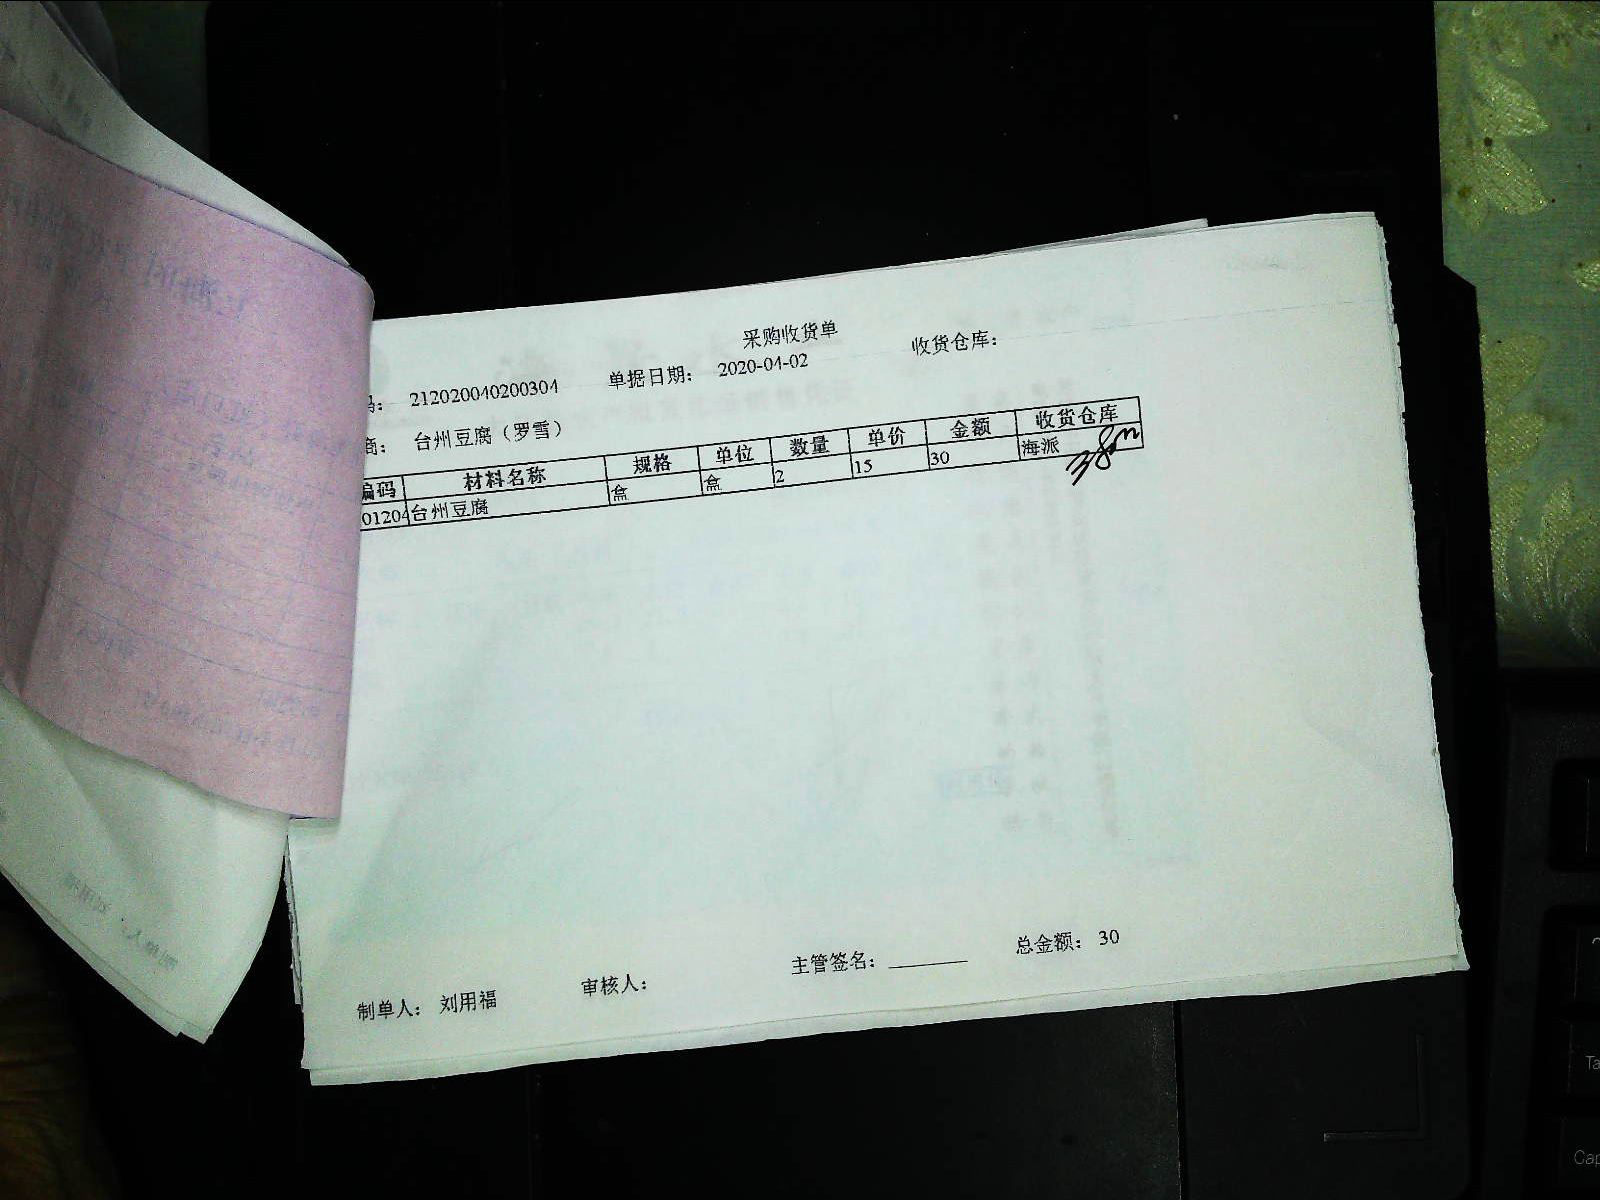 采购收货单
码： 212020040200304 单据日期： 2020-04-02 收货仓库：
商： 台州豆腐（罗雪）
编码 材料名称 规格 单位 数量 单价 金额 收货仓库
01204 台州豆腐 盒 盒 2 15 30 海派
制单人： 刘用福 审核人： 主管签名： 总金额： 30